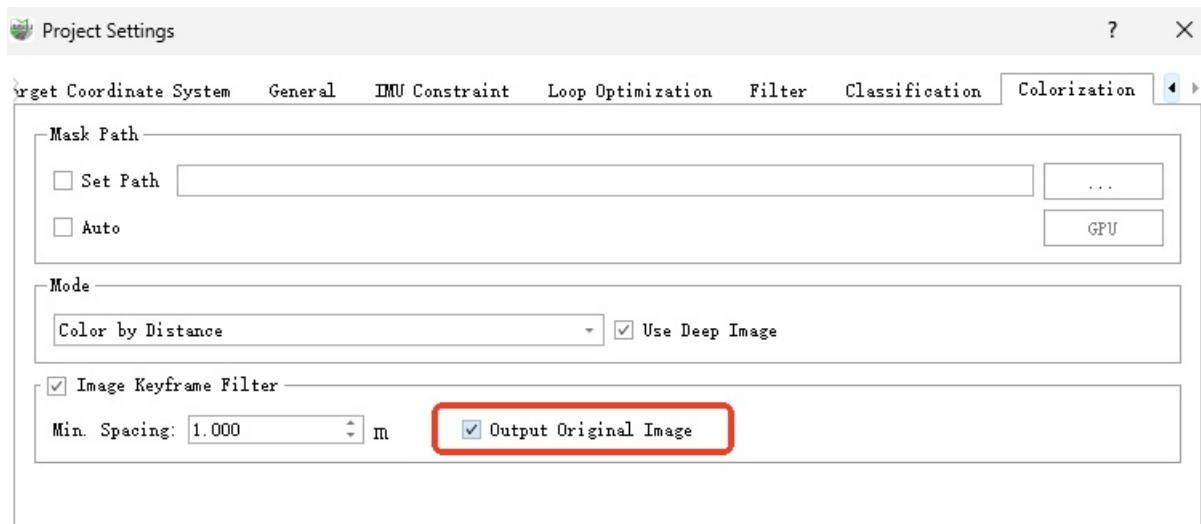 Project Settings
rget Coordinate System General IMU Constraint Loop Optimization Filter Classification Colorization
Mask Path
Set Path ...
Auto GPU
Mode
Color by Distance Use Deep Image
Image Keyframe Filter
Min. Spacing: 1.000 m Output Original Image